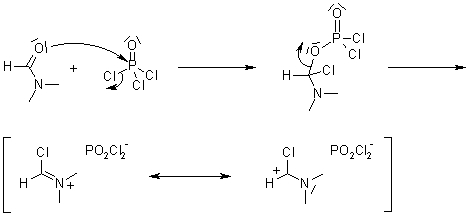 O O
H P Cl
N + Cl Cl
O
O P Cl
Cl
H Cl
N
Cl PO2Cl2-
H N+
Cl PO2Cl2-
H + N